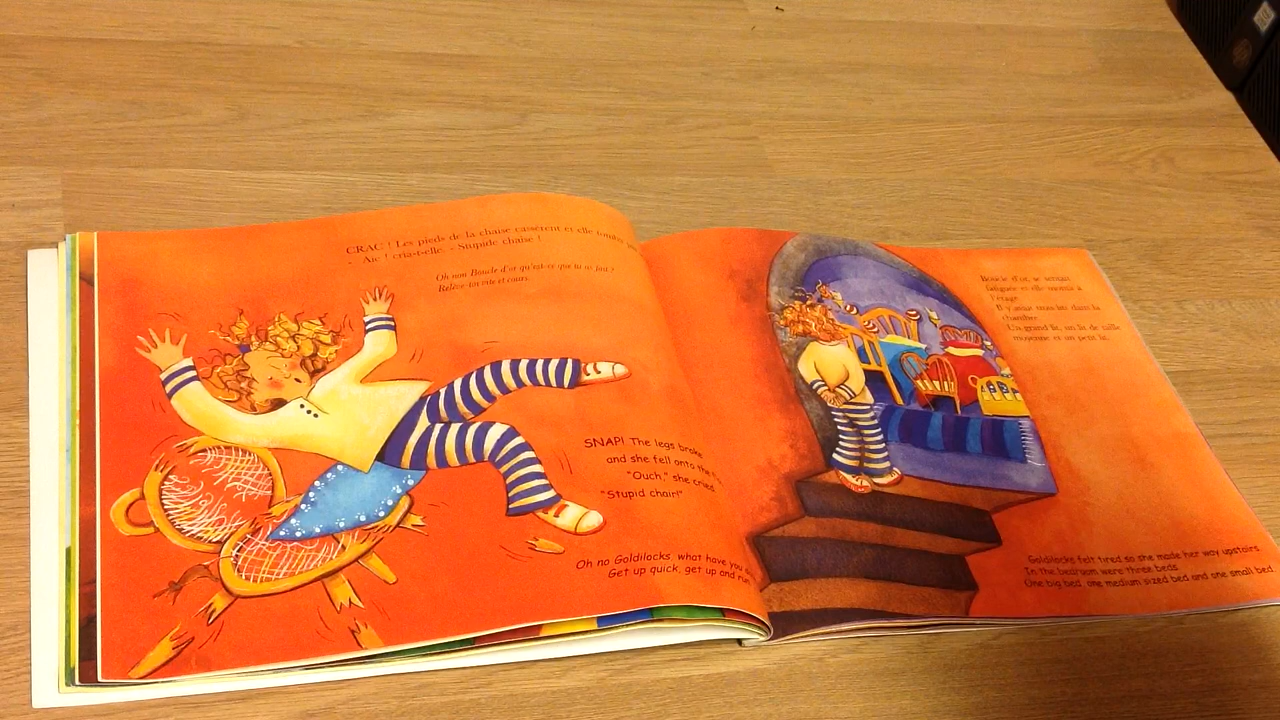 CRAC ! Les pieds de la chaise cassèrent et elle tomba
- Aïe ! cria-t-elle. - Stupide chaise !
Oh non Boucle d'or qu'est-ce que tu as fait ?
Relève-toi vite et cours.
SNAP! The legs broke
and she fell onto the
"Ouch," she cried.
"Stupid chair!"
Oh no Goldilocks, what have you
Get up quick, get up and run
Boucle d'or, se sentait
fatiguée et elle monta à
l'étage.
Il y avait trois lits dans la
chambre.
Un grand lit, un lit de taille
moyenne et un petit lit.
Goldilocks felt tired so she made her way upstairs.
In the bedroom were three beds.
One big bed, one medium sized bed and one small bed.